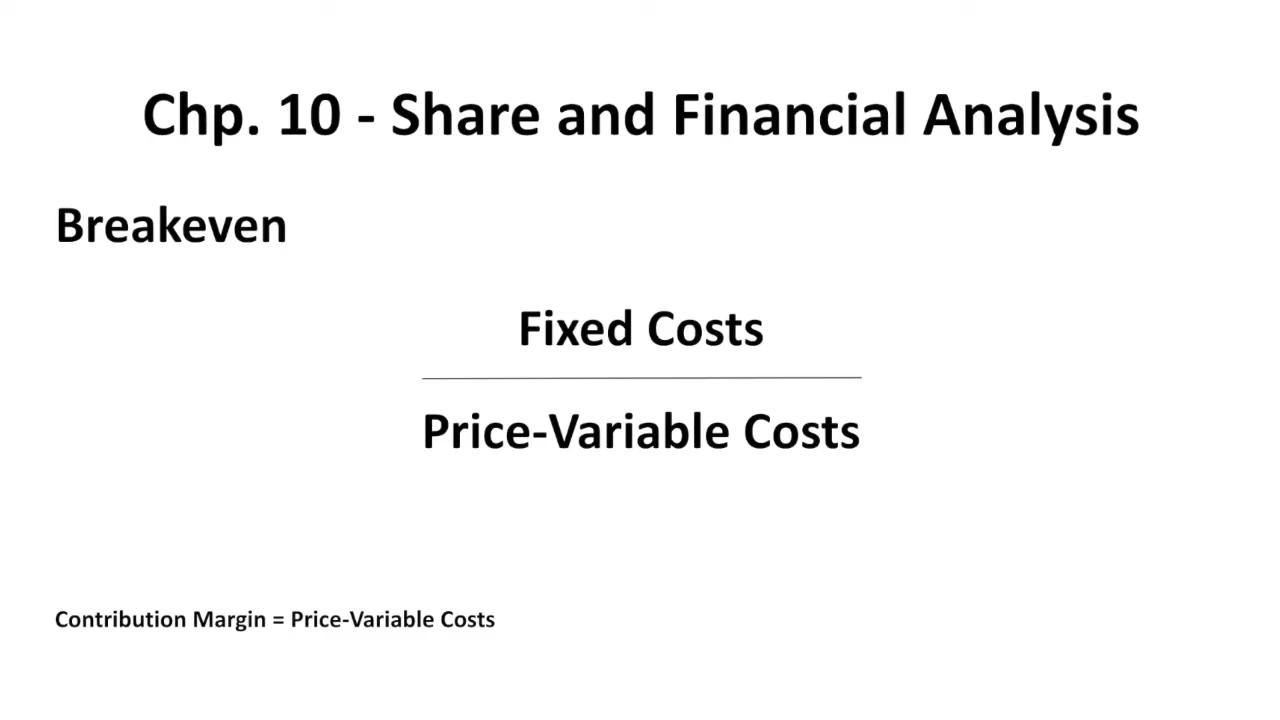 Chp. 10 - Share and Financial Analysis
Breakeven
Fixed Costs
Price-Variable Costs
Contribution Margin = Price-Variable Costs